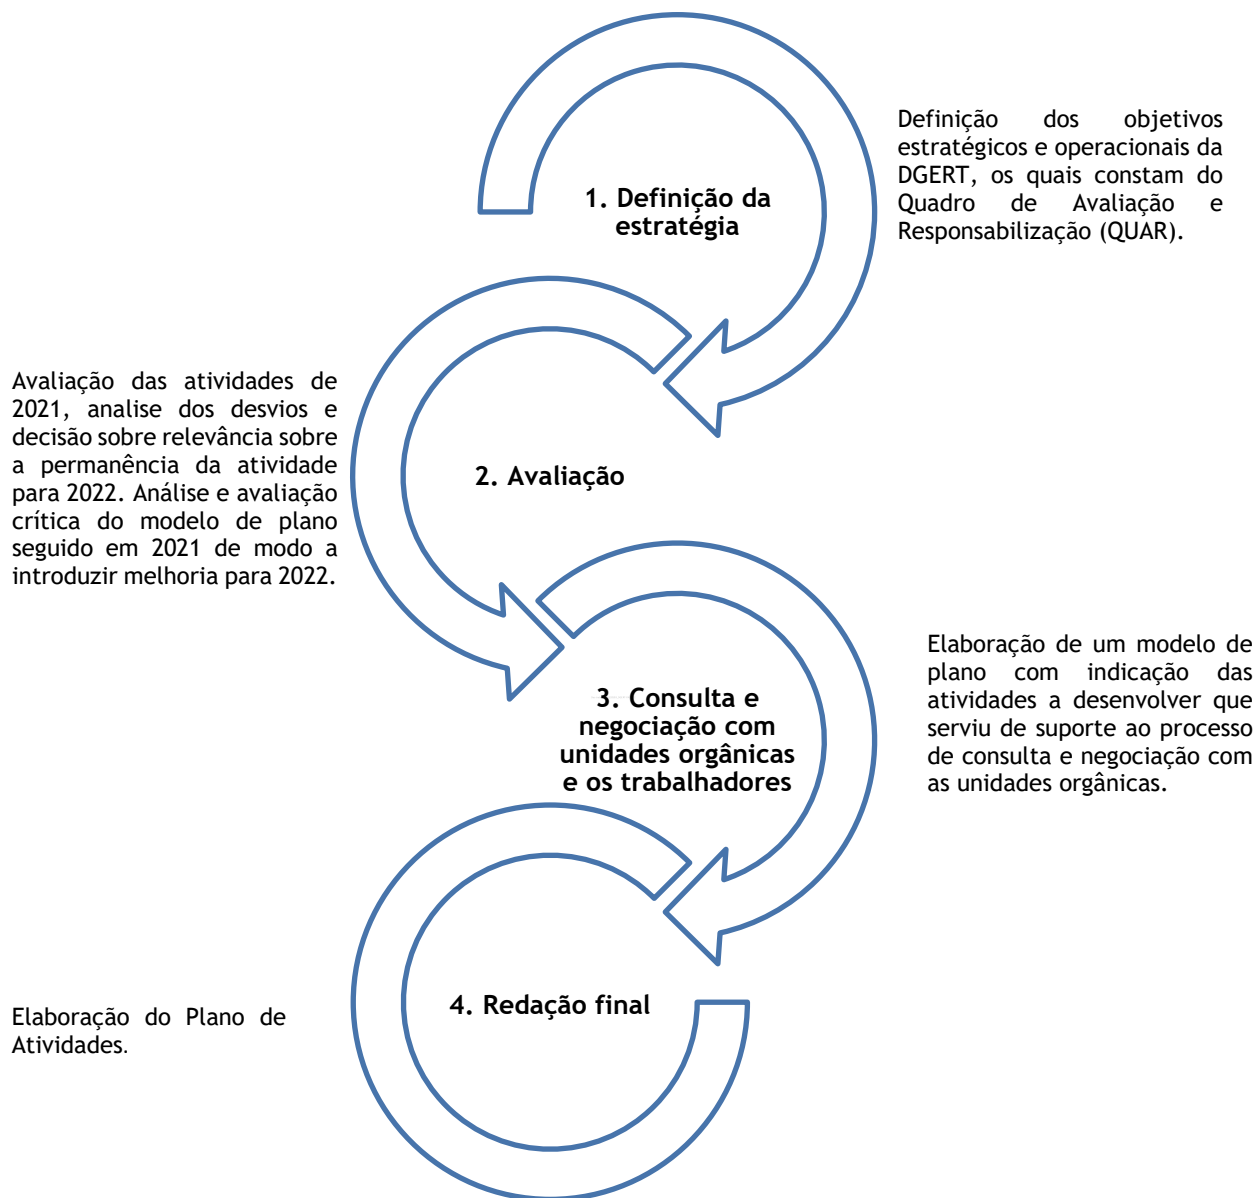 Definição dos objetivos
estratégicos e operacionais da
DGERT, os quais constam do
Quadro de Avaliação e
Responsabilização (QUAR).
1. Definição da
estratégia
Avaliação das atividades de
2021, analise dos desvios e
decisão sobre relevância sobre
a permanência da atividade
para 2022. Análise e avaliação
crítica do modelo de plano
seguido em 2021 de modo a
introduzir melhoria para 2022.
2. Avaliação
Elaboração de um modelo de
plano com indicação das
atividades a desenvolver que
serviu de suporte ao processo
de consulta e negociação com
as unidades orgânicas.
3. Consulta e
negociação com
unidades orgânicas
e os trabalhadores
4. Redação final
Elaboração do Plano de
Atividades.